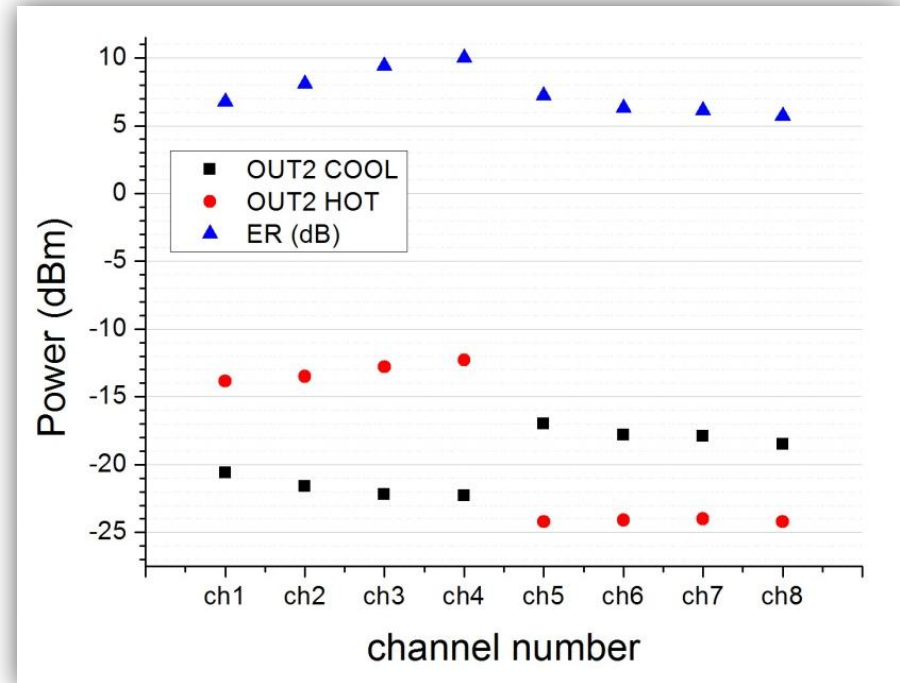 10
5
0
-5
-10
-15
-20
-25
Power (dBm)
OUT2 COOL
OUT2 HOT
ER (dB)
ch1 ch2 ch3 ch4 ch5 ch6 ch7 ch8
channel number